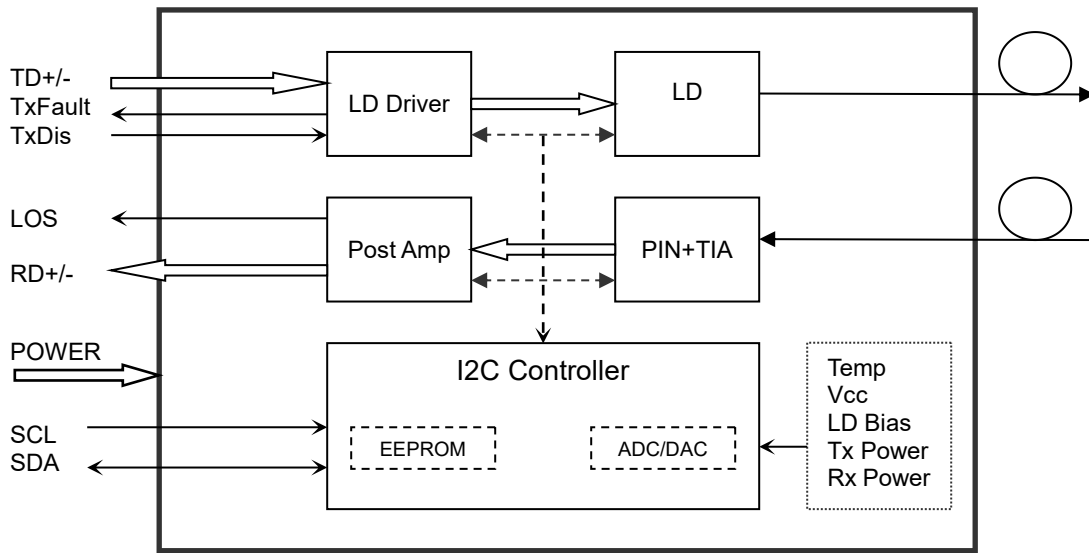 TD+/-
TxFault
TxDis
LD Driver
LD
LOS
RD+/-
Post Amp
PIN+TIA
POWER
SCL
SDA
I2C Controller
EEPROM
ADC/DAC
Temp
Vcc
LD Bias
Tx Power
Rx Power